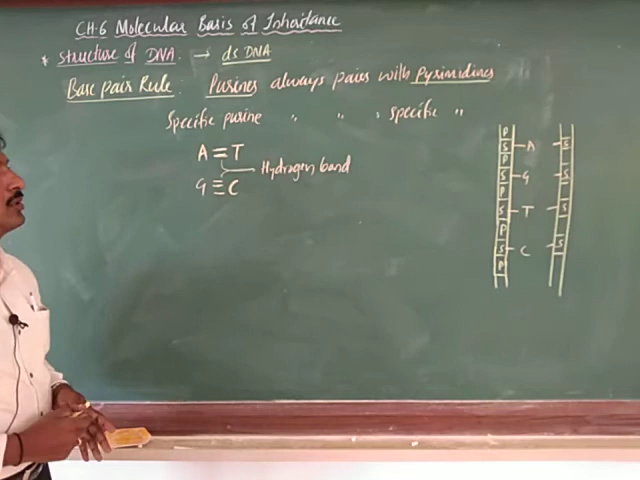 CH-6 Molecular Basis of Inheritance
* Structure of DNA. → ds DNA
Base pair Rule: Purines always pairs with Pyrimidines
Specific purine " " " specific "
A = T
Hydrogen band
G ≡ C
P
S A S
P
S G S
P
S T S
P
S C S
P